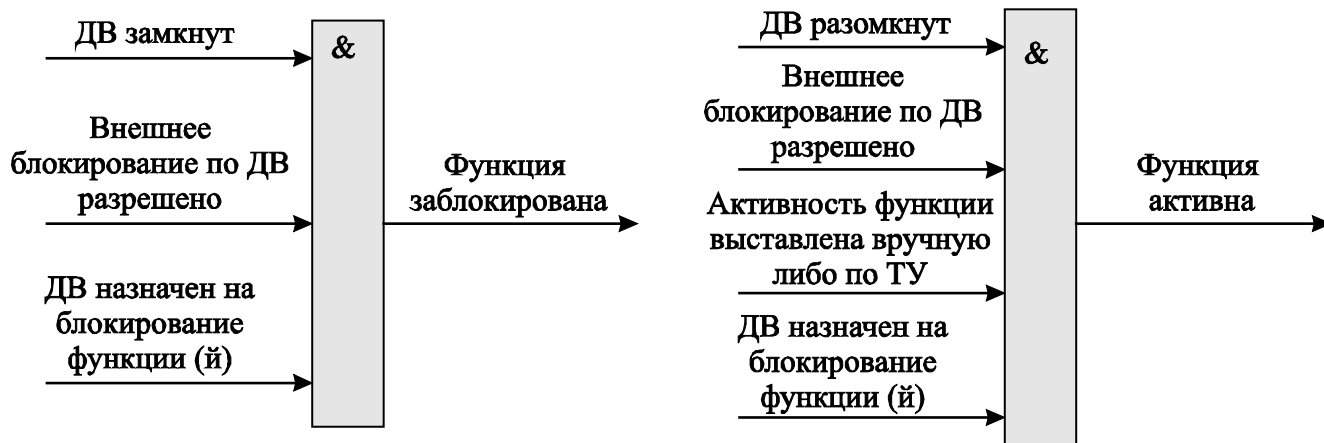 ДВ замкнут
&
Внешнее
блокирование по ДВ
разрешено
Функция
заблокирована
ДВ назначен на
блокирование
функции (й)
ДВ разомкнут
&
Внешнее
блокирование по ДВ
разрешено
Функция
активна
Активность функции
выставлена вручную
либо по ТУ
ДВ назначен на
блокирование
функции (й)